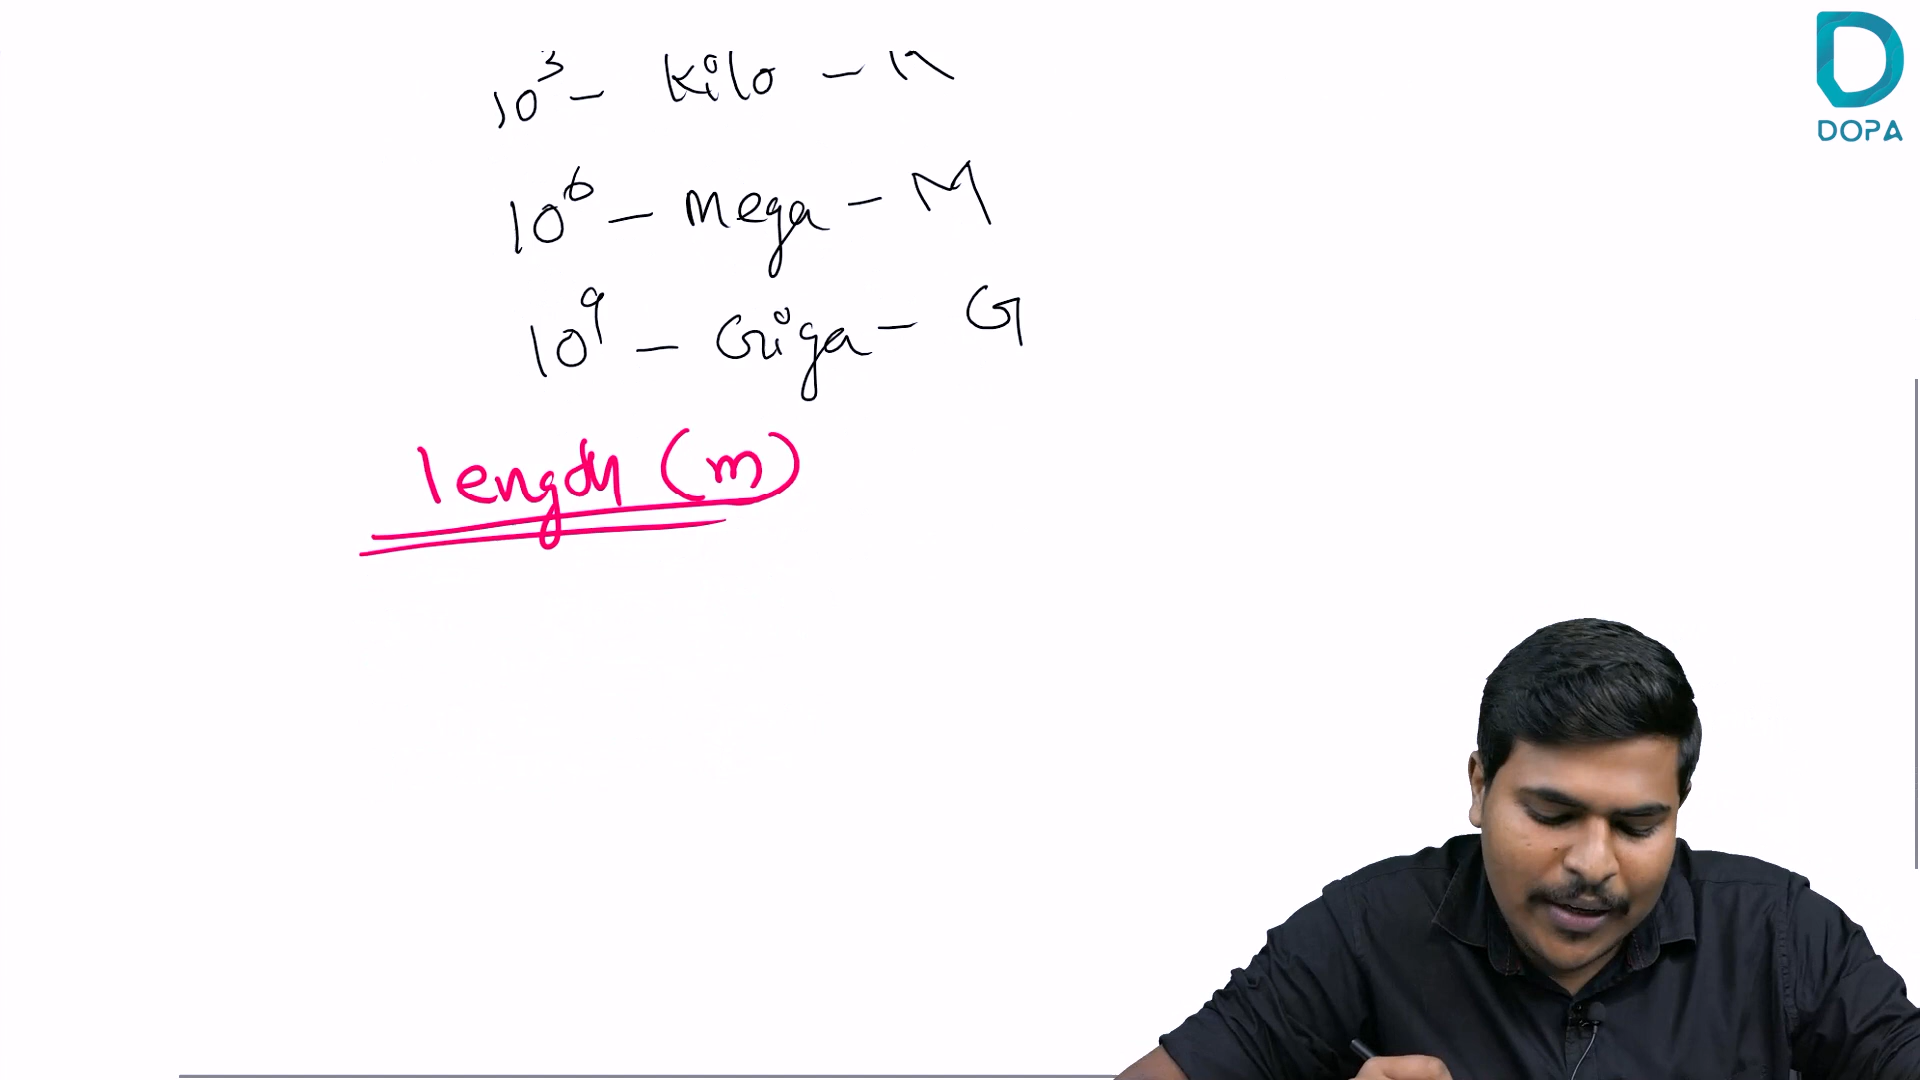 10³ - kilo -
10⁶ - Mega - M
10⁹ - Giga - G
length (m)
DOPA